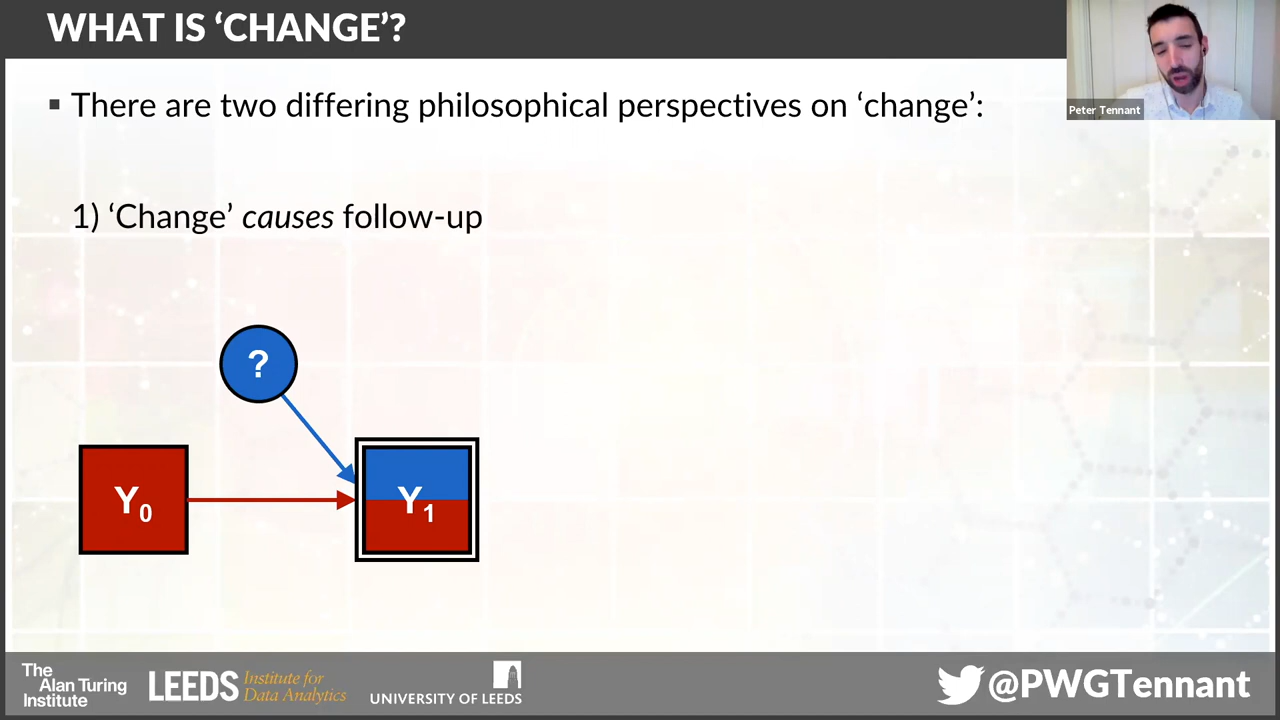 WHAT IS ‘CHANGE’?
Peter Tennant
▪ There are two differing philosophical perspectives on ‘change’:
1) ‘Change’ causes follow-up
?
Y0
Y1
The
Alan Turing
Institute
LEEDS Institute for
Data Analytics
UNIVERSITY OF LEEDS
@PWGTennant